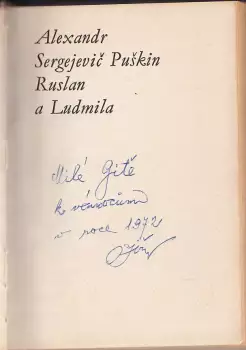 Alexandr
Sergejevič Puškin
Ruslan
a Ludmila
Milé Gitě
k vánocům
v roce 1972